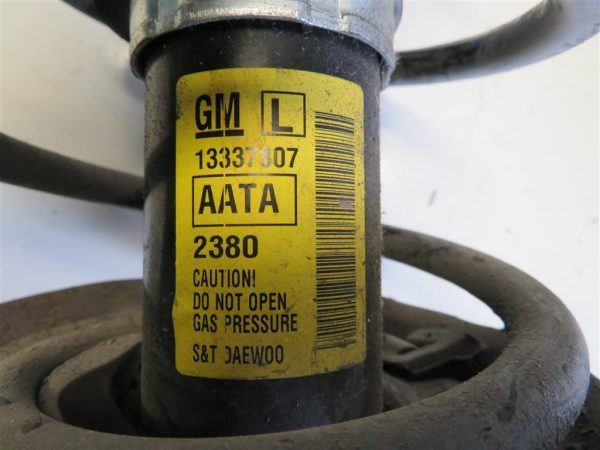 GM L
13337807
AATA
2380
CAUTION!
DO NOT OPEN
GAS PRESSURE
S&T DAEWOO